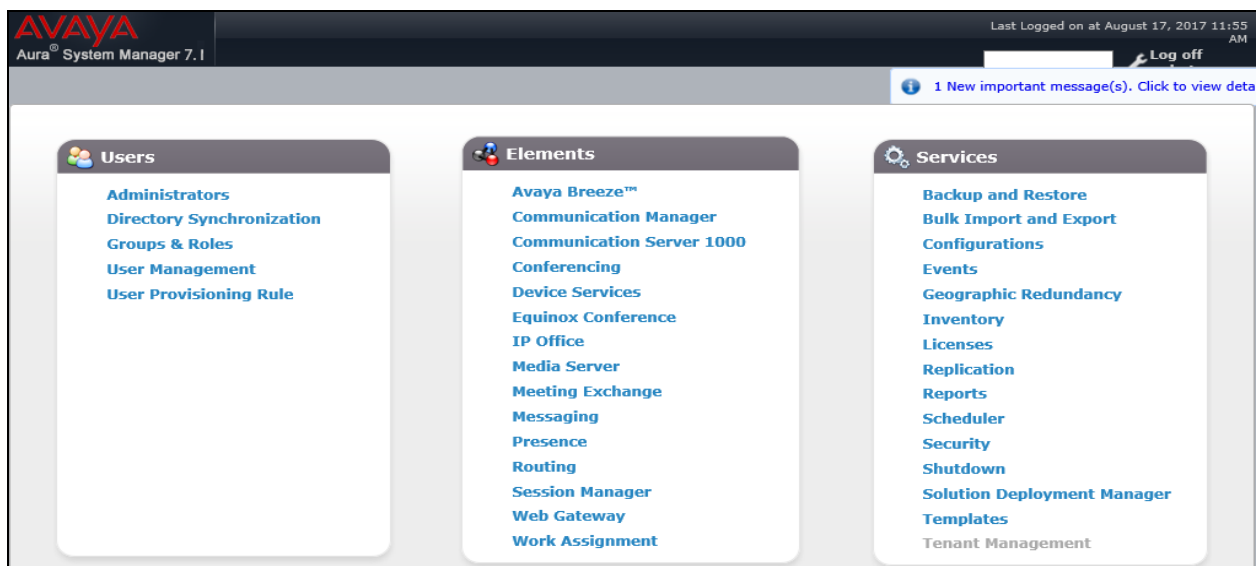 AVAYA
Aura® System Manager 7.1
Last Logged on at August 17, 2017 11:55
AM
Log off
1 New important message(s). Click to view deta
Users
Administrators
Directory Synchronization
Groups & Roles
User Management
User Provisioning Rule
Elements
Avaya Breeze™
Communication Manager
Communication Server 1000
Conferencing
Device Services
Equinox Conference
IP Office
Media Server
Meeting Exchange
Messaging
Presence
Routing
Session Manager
Web Gateway
Work Assignment
Services
Backup and Restore
Bulk Import and Export
Configurations
Events
Geographic Redundancy
Inventory
Licenses
Replication
Reports
Scheduler
Security
Shutdown
Solution Deployment Manager
Templates
Tenant Management